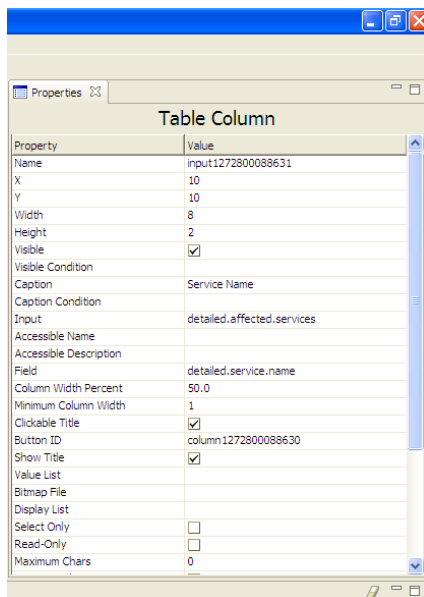 Properties
Table Column
Property Value
Name input1272800088631
X 10
Y 10
Width 8
Height 2
Visible
Visible Condition
Caption Service Name
Caption Condition
Input detailed.affected.services
Accessible Name
Accessible Description
Field detailed.service.name
Column Width Percent 50.0
Minimum Column Width 1
Clickable Title
Button ID column1272800088630
Show Title
Value List
Bitmap File
Display List
Select Only
Read-Only
Maximum Chars 0